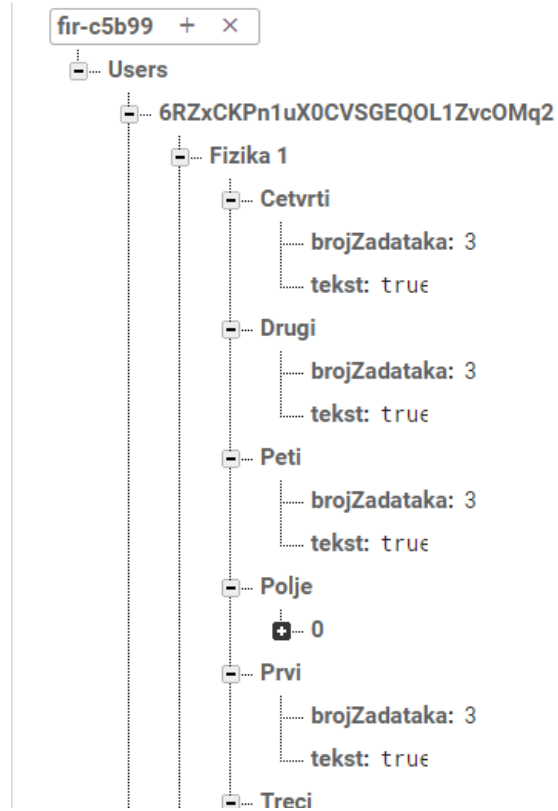 fir-c5b99 + ×
Users
6RZxCKPn1uX0CVSGEQOL1ZvcOMq2
Fizika 1
Cetvrti
brojZadataka: 3
tekst: true
Drugi
brojZadataka: 3
tekst: true
Peti
brojZadataka: 3
tekst: true
Polje
0
Prvi
brojZadataka: 3
tekst: true
Treci